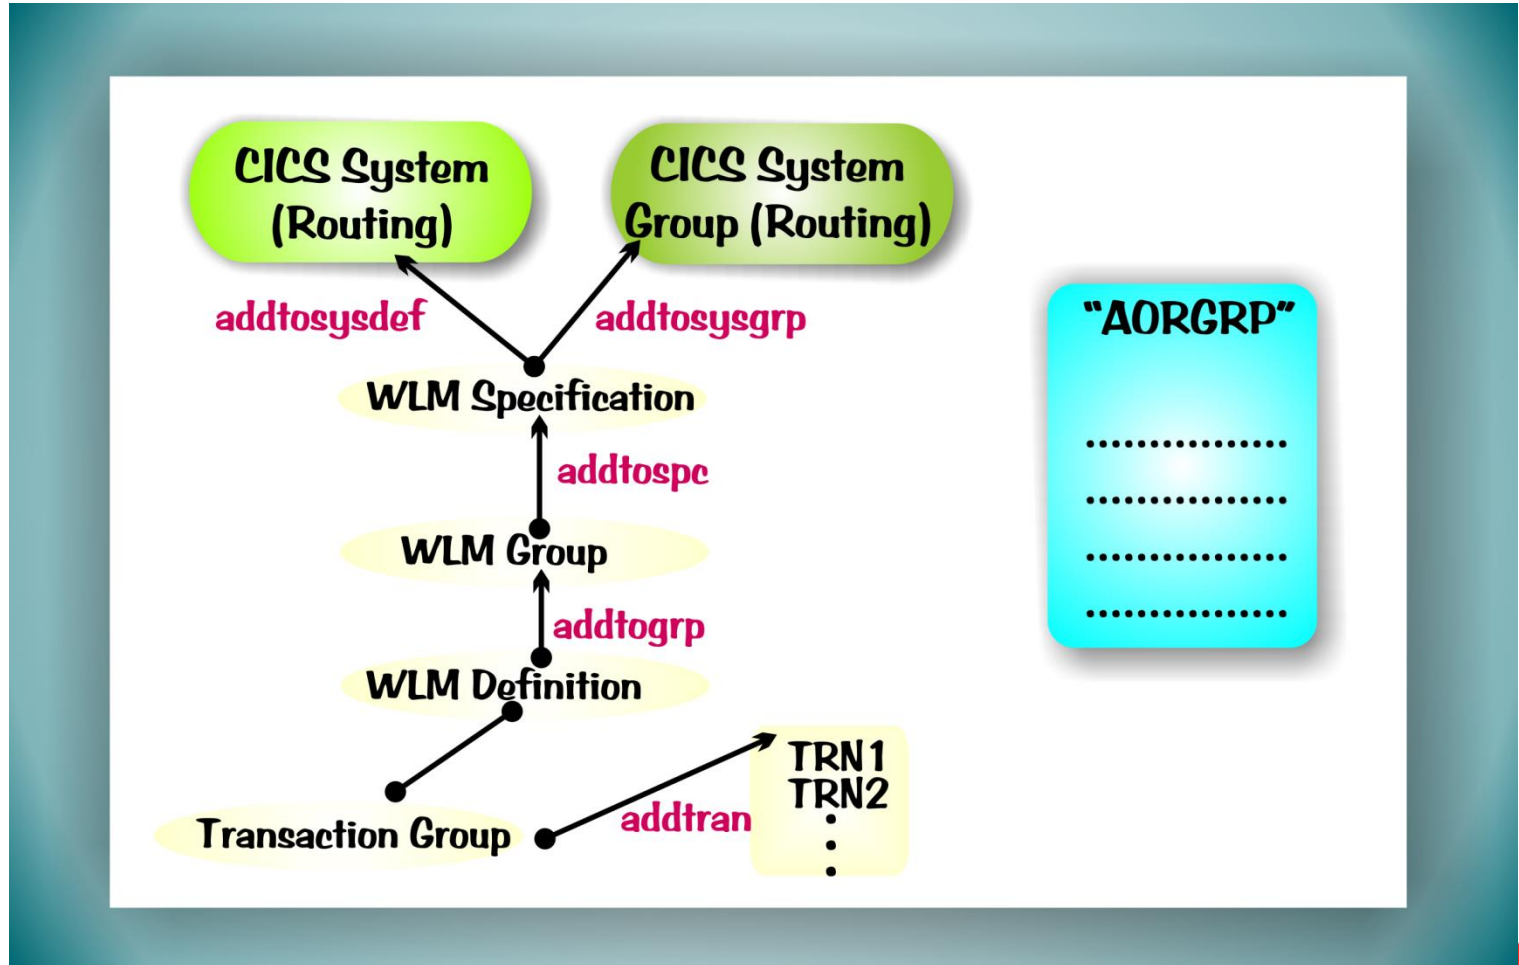 CICS System
(Routing)
CICS System
Group (Routing)
addtosysdef
addtosysgrp
"AORGRP"
WLM Specification
................
addtospc
................
WLM Group
................
addtogrp
................
WLM Definition
TRN1
TRN2
.
.
.
addtran
Transaction Group